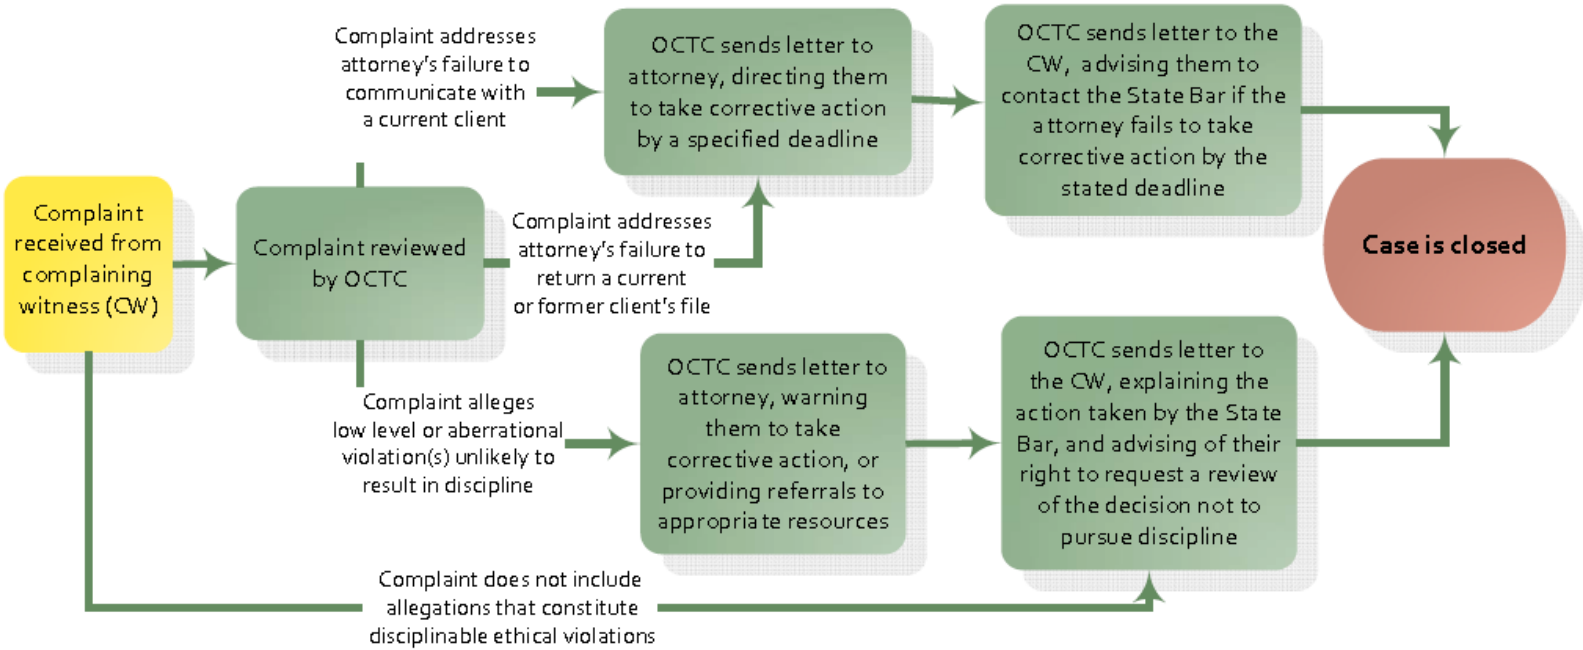 Complaint
received from
complaining
witness (CW)
Complaint reviewed
by OCTC
Complaint addresses
attorney's failure to
communicate with
a current client
OCTC sends letter to
attorney, directing them
to take corrective action
by a specified deadline
OCTC sends letter to the
CW, advising them to
contact the State Bar if the
attorney fails to take
corrective action by the
stated deadline
Complaint addresses
attorney's failure to
return a current
or former client's file
Case is closed
Complaint alleges
low level or aberrational
violation(s) unlikely to
result in discipline
OCTC sends letter to
attorney, warning
them to take
corrective action, or
providing referrals to
appropriate resources
OCTC sends letter to
the CW, explaining the
action taken by the State
Bar, and advising of their
right to request a review
of the decision not to
pursue discipline
Complaint does not include
allegations that constitute
disciplinable ethical violations